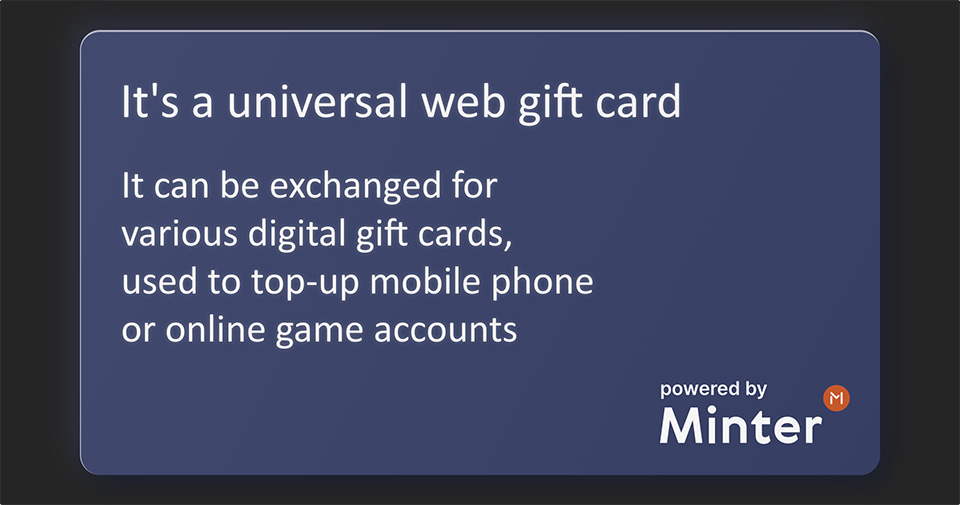 It's a universal web gift card
It can be exchanged for
various digital gift cards,
used to top-up mobile phone
or online game accounts
powered by
Minter
M